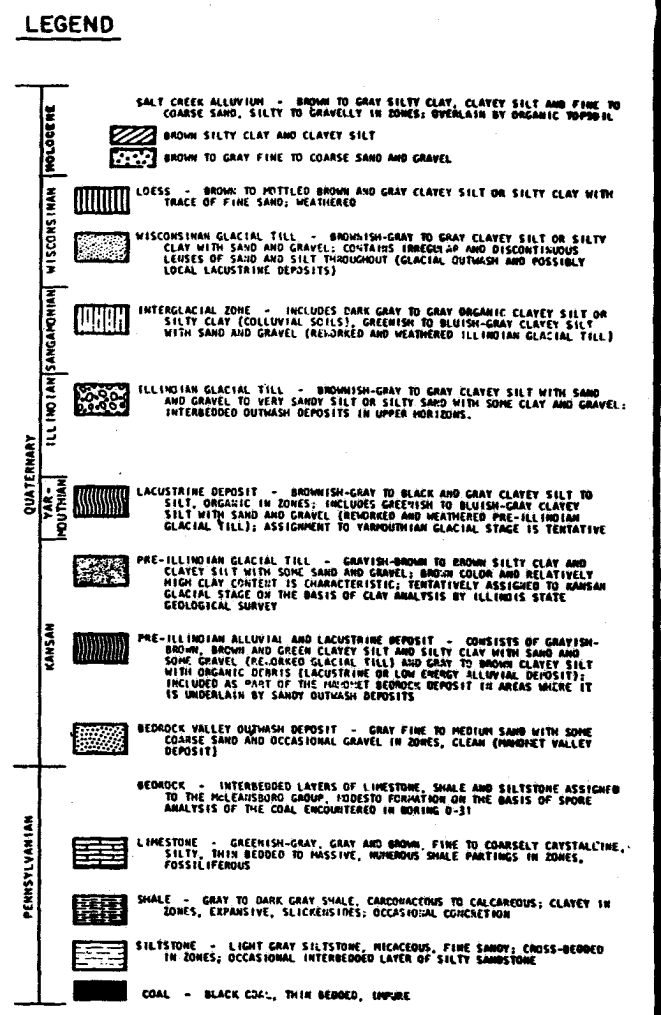 LEGEND
SALT CREEK ALLUVIUM - BROWN TO GRAY SILTY CLAY, CLAYEY SILT AND FINE TO
COARSE SAND, SILTY TO GRAVELLY IN ZONES; OVERLAIN BY ORGANIC TOPSOIL
BROWN SILTY CLAY AND CLAYEY SILT
BROWN TO GRAY FINE TO COARSE SAND AND GRAVEL
HOLOCENE
LOESS - BROWN TO MOTTLED BROWN AND GRAY CLAYEY SILT OR SILTY CLAY WITH
TRACE OF FINE SAND; WEATHERED
WISCONSINAN GLACIAL TILL - BROWNISH-GRAY TO GRAY CLAYEY SILT OR SILTY
CLAY WITH SAND AND GRAVEL; CONTAINS IRREGULAR AND DISCONTINUOUS
LENSES OF SAND AND SILT THROUGHOUT (GLACIAL OUTWASH AND POSSIBLY
LOCAL LACUSTRINE DEPOSITS)
WISCONSINAN
INTERGLACIAL ZONE - INCLUDES DARK GRAY TO GRAY ORGANIC CLAYEY SILT OR
SILTY CLAY (COLLUVIAL SOILS), GREENISH TO BLUISH-GRAY CLAYEY SILT
WITH SAND AND GRAVEL (REWORKED AND WEATHERED ILLINOIAN GLACIAL TILL)
SANGAMONIAN
ILLINOIAN GLACIAL TILL - BROWNISH-GRAY TO GRAY CLAYEY SILT WITH SAND
AND GRAVEL TO VERY SANDY SILT OR SILTY SAND WITH SOME CLAY AND GRAVEL;
INTERBEDDED OUTWASH DEPOSITS IN UPPER HORIZONS.
ILLINOIAN
QUATERNARY
LACUSTRINE DEPOSIT - BROWNISH-GRAY TO BLACK AND GRAY CLAYEY SILT TO
SILT, ORGANIC IN ZONES; INCLUDES GREENISH TO BLUISH-GRAY CLAYEY
SILT WITH SAND AND GRAVEL (REWORKED AND WEATHERED PRE-ILLINOIAN
GLACIAL TILL); ASSIGNMENT TO YARMOUTHIAN GLACIAL STAGE IS TENTATIVE
YAR-
MOUTHIAN
PRE-ILLINOIAN GLACIAL TILL - GRAYISH-BROWN TO BROWN SILTY CLAY AND
CLAYEY SILT WITH SOME SAND AND GRAVEL; BROWN COLOR AND RELATIVELY
HIGH CLAY CONTENT IS CHARACTERISTIC; TENTATIVELY ASSIGNED TO KANSAN
GLACIAL STAGE ON THE BASIS OF CLAY ANALYSIS BY ILLINOIS STATE
GEOLOGICAL SURVEY
PRE-ILLINOIAN ALLUVIAL AND LACUSTRINE DEPOSIT - CONSISTS OF GRAYISH-
BROWN, BROWN AND GREEN CLAYEY SILT AND SILTY CLAY WITH SAND AND
SOME GRAVEL (REWORKED GLACIAL TILL) AND GRAY TO BROWN CLAYEY SILT
WITH ORGANIC DEBRIS (LACUSTRINE OR LOW ENERGY ALLUVIAL DEPOSIT);
INCLUDED AS PART OF THE MAHOMET BEDROCK DEPOSIT IN AREAS WHERE IT
IS UNDERLAIN BY SANDY OUTWASH DEPOSITS
KANSAN
BEDROCK VALLEY OUTWASH DEPOSIT - GRAY FINE TO MEDIUM SAND WITH SOME
COARSE SAND AND OCCASIONAL GRAVEL IN ZONES, CLEAN (MAHOMET VALLEY
DEPOSIT)
BEDROCK - INTERBEDDED LAYERS OF LIMESTONE, SHALE AND SILTSTONE ASSIGNED
TO THE McLEANSBORO GROUP, MODESTO FORMATION ON THE BASIS OF SPORE
ANALYSIS OF THE COAL ENCOUNTERED IN BORING D-31
LIMESTONE - GREENISH-GRAY, GRAY AND BROWN, FINE TO COARSELY CRYSTALLINE,
SILTY, THIN BEDDED TO MASSIVE, NUMEROUS SHALE PARTINGS IN ZONES,
FOSSILIFEROUS
PENNSYLVANIAN
SHALE - GRAY TO DARK GRAY SHALE, CARBONACEOUS TO CALCAREOUS; CLAYEY IN
ZONES, EXPANSIVE, SLICKENSIDES; OCCASIONAL CONCRETION
SILTSTONE - LIGHT GRAY SILTSTONE, MICACEOUS, FINE SANDY; CROSS-BEDDED
IN ZONES; OCCASIONAL INTERBEDDED LAYER OF SILTY SANDSTONE
COAL - BLACK COAL, THIN BEDDED, IMPURE